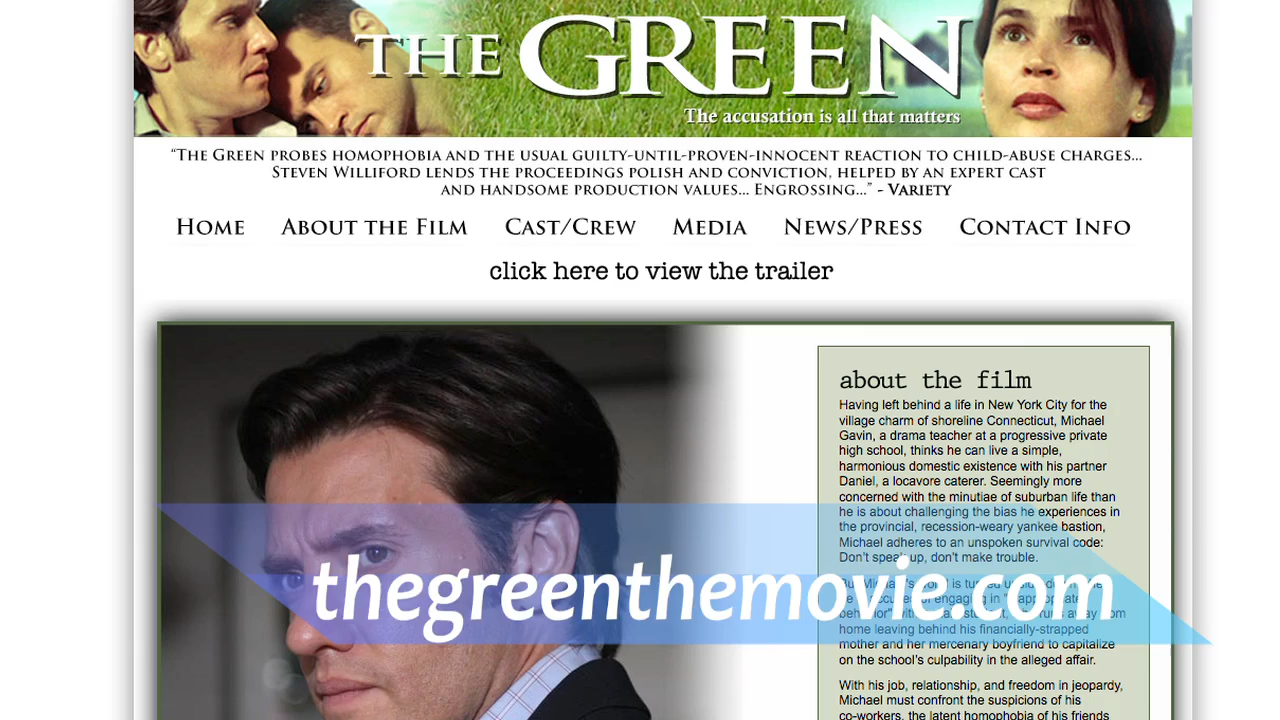 THE GREEN
The accusation is all that matters
“The Green probes homophobia and the usual guilty-until-proven-innocent reaction to child-abuse charges...
Steven Williford lends the proceedings polish and conviction, helped by an expert cast
and handsome production values... Engrossing...” - Variety
Home About the Film Cast/Crew Media News/Press Contact Info
click here to view the trailer
about the film
Having left behind a life in New York City for the
village charm of shoreline Connecticut, Michael
Gavin, a drama teacher at a progressive private
high school, thinks he can live a simple,
harmonious domestic existence with his partner
Daniel, a locavore caterer. Seemingly more
concerned with the minutiae of suburban life than
he is about challenging the bias he experiences in
the provincial, recession-weary yankee bastion,
Michael adheres to an unspoken survival code:
Don't speak up, don't make trouble.
thegreenthemovie.com
But Michael's world is turned
home leaving behind his financially-strapped
mother and her mercenary boyfriend to capitalize
on the school's culpability in the alleged affair.
With his job, relationship, and freedom in jeopardy,
Michael must confront the suspicions of his
co-workers, the latent homophobia of his friends